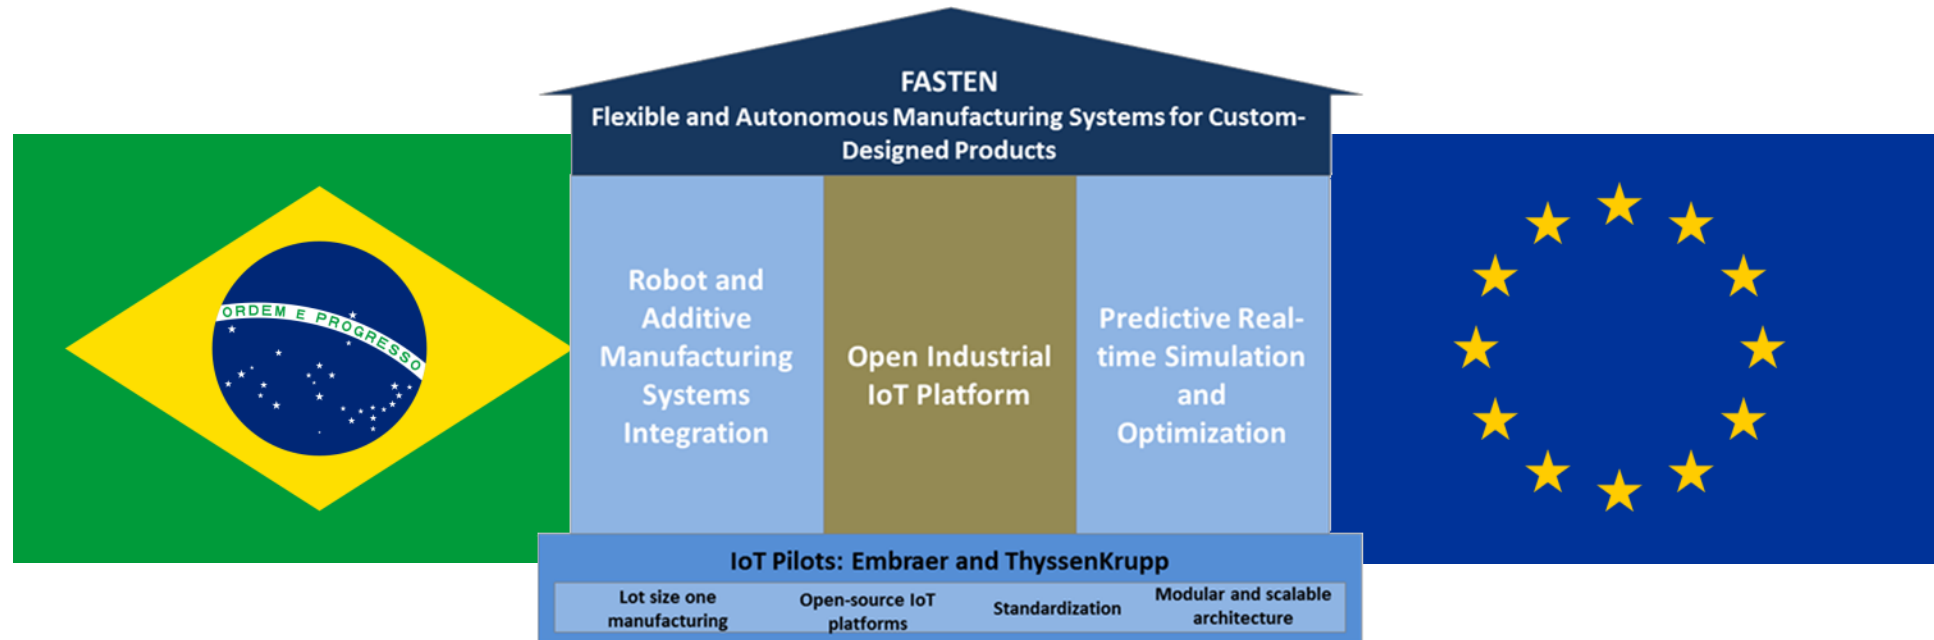 FASTEN
Flexible and Autonomous Manufacturing Systems for Custom-
Designed Products
ORDEM E PROGRESSO
Robot and
Additive
Manufacturing
Systems
Integration
Open Industrial
IoT Platform
Predictive Real-
time Simulation
and
Optimization
IoT Pilots: Embraer and ThyssenKrupp
Lot size one
manufacturing
Open-source IoT
platforms
Standardization
Modular and scalable
architecture